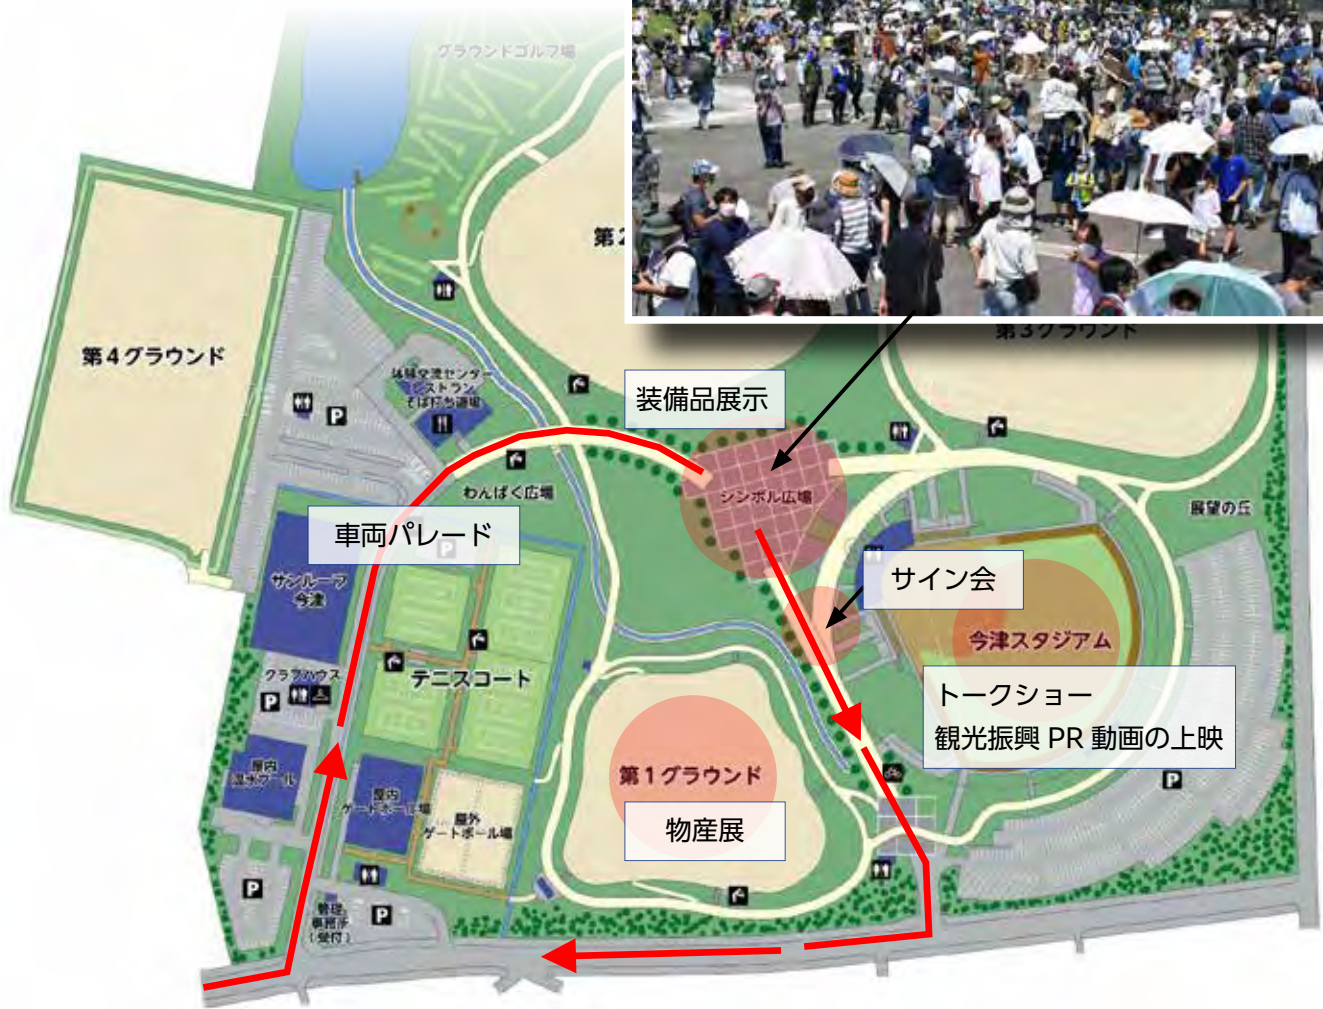 グラウンドゴルフ場
第2
第3グラウンド
第4グラウンド
体験交流センター
レストラン
そば打ち道場
装備品展示
わんぱく広場
シンボル広場
展望の丘
車両パレード
P
P
サンルーフ
今津
サイン会
今津スタジアム
クラブハウス
P
テニスコート
トークショー
観光振興 PR 動画の上映
屋内
温水プール
第1グラウンド
P
屋内
ゲートボール場
屋外
ゲートボール場
物産展
P
管理
事務所
(受付)
P